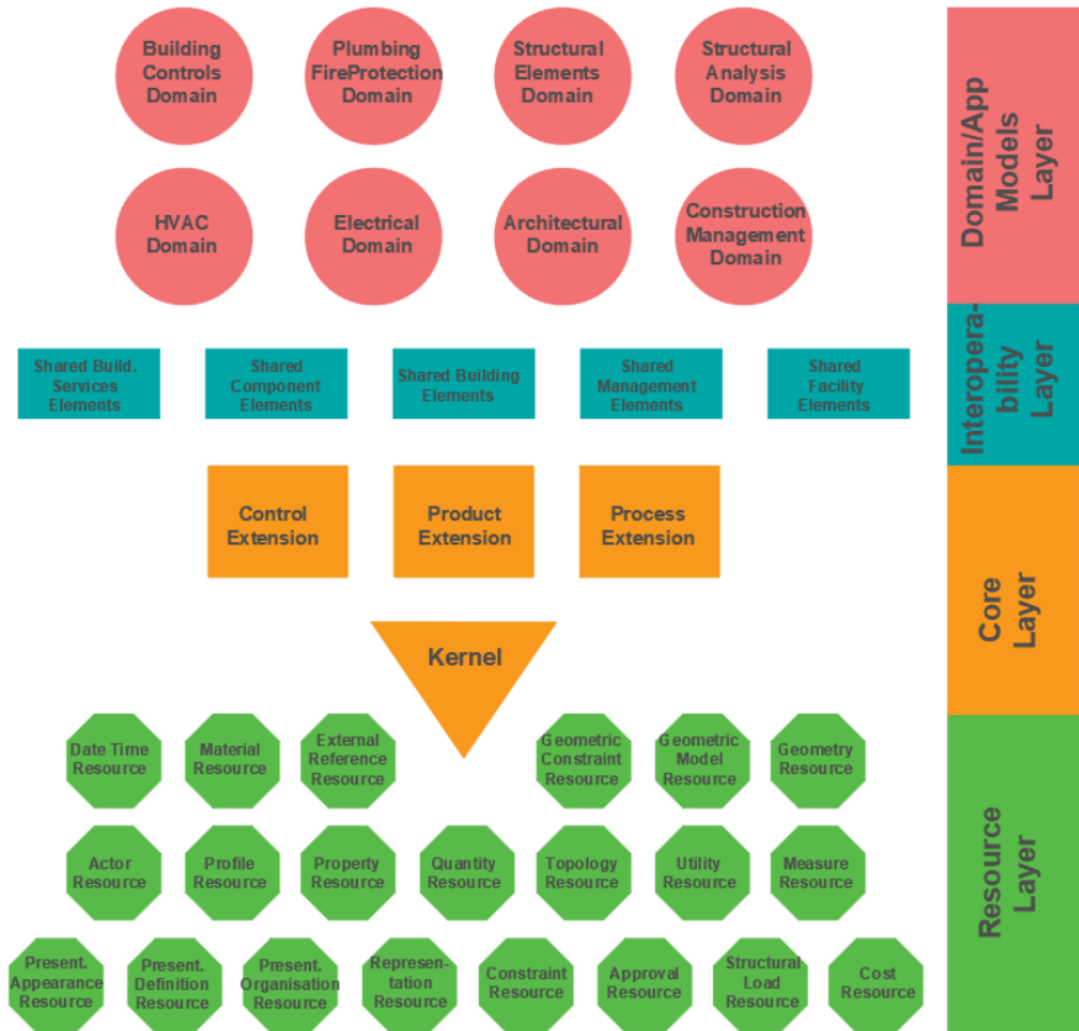 Building
Controls
Domain
Plumbing
FireProtection
Domain
Structural
Elements
Domain
Structural
Analysis
Domain
HVAC
Domain
Electrical
Domain
Architectural
Domain
Construction
Management
Domain
Domain/App
Models
Layer
Shared Build.
Services
Elements
Shared
Component
Elements
Shared Building
Elements
Shared
Management
Elements
Shared
Facility
Elements
Interopera-
bility
Layer
Control
Extension
Product
Extension
Process
Extension
Kernel
Core
Layer
Date Time
Resource
Material
Resource
External
Reference
Resource
Geometric
Constraint
Resource
Geometric
Model
Resource
Geometry
Resource
Actor
Resource
Profile
Resource
Property
Resource
Quantity
Resource
Topology
Resource
Utility
Resource
Measure
Resource
Present.
Appearance
Resource
Present.
Definition
Resource
Present.
Organisation
Resource
Represen-
tation
Resource
Constraint
Resource
Approval
Resource
Structural
Load
Resource
Cost
Resource
Resource
Layer